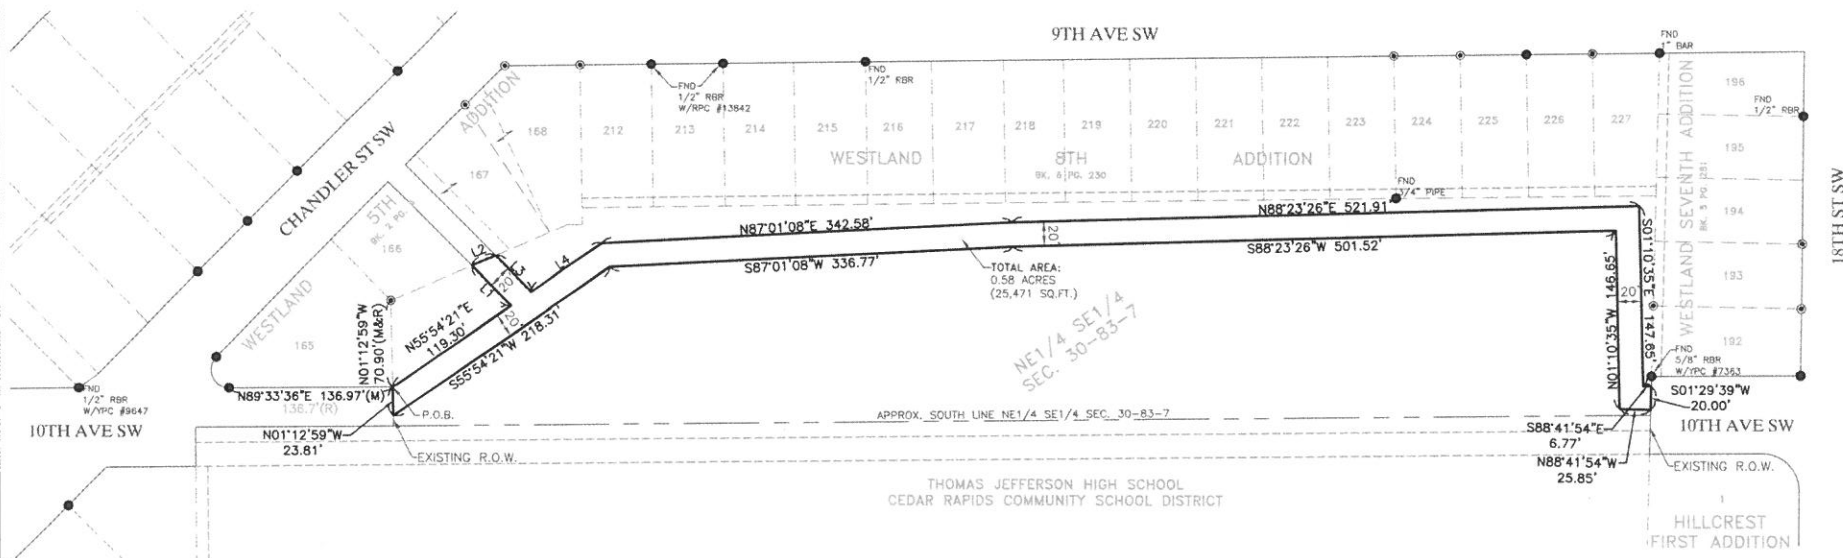 9TH AVE SW
FND
1" BAR
FND
1/2" RBR
W/RPC #13842
FND
1/2" RBR
FND
1/2" RBR
ADDITION
168
212
213
214
215
216
217
218
219
220
221
222
223
224
225
226
227
196
195
194
193
192
WESTLAND
8TH
ADDITION
BK. 6 PG. 230
WESTLAND SEVENTH ADDITION
18TH ST SW
CHANDLER ST SW
167
5TH
BK. 2 PG.
166
WESTLAND
165
FND
3/4" PIPE
N87°01'08"E 342.58'
N88°23'26"E 521.91'
S87°01'08"W 336.77'
S88°23'26"W 501.52'
20'
L2
L3
L4
L1
20'
20'
TOTAL AREA:
0.58 ACRES
(25,471 SQ.FT.)
NE1/4 SE1/4
SEC. 30-83-7
S01°10'35"E 147.65'
N01°10'35"W 146.65'
20'
N01°12'59"W
70.90'(M&R)
N55°54'21"E
119.30'
S55°54'21"W 218.31'
FND
5/8" RBR
W/YPC #7363
S01°29'39"W
20.00'
FND
1/2" RBR
W/YPC #9647
N89°33'36"E 136.97'(M)
136.7'(R)
P.O.B.
APPROX. SOUTH LINE NE1/4 SE1/4 SEC. 30-83-7
10TH AVE SW
N01°12'59"W
23.81'
EXISTING R.O.W.
S88°41'54"E
6.77'
10TH AVE SW
N88°41'54"W
25.85'
EXISTING R.O.W.
THOMAS JEFFERSON HIGH SCHOOL
CEDAR RAPIDS COMMUNITY SCHOOL DISTRICT
1
HILLCREST
FIRST ADDITION